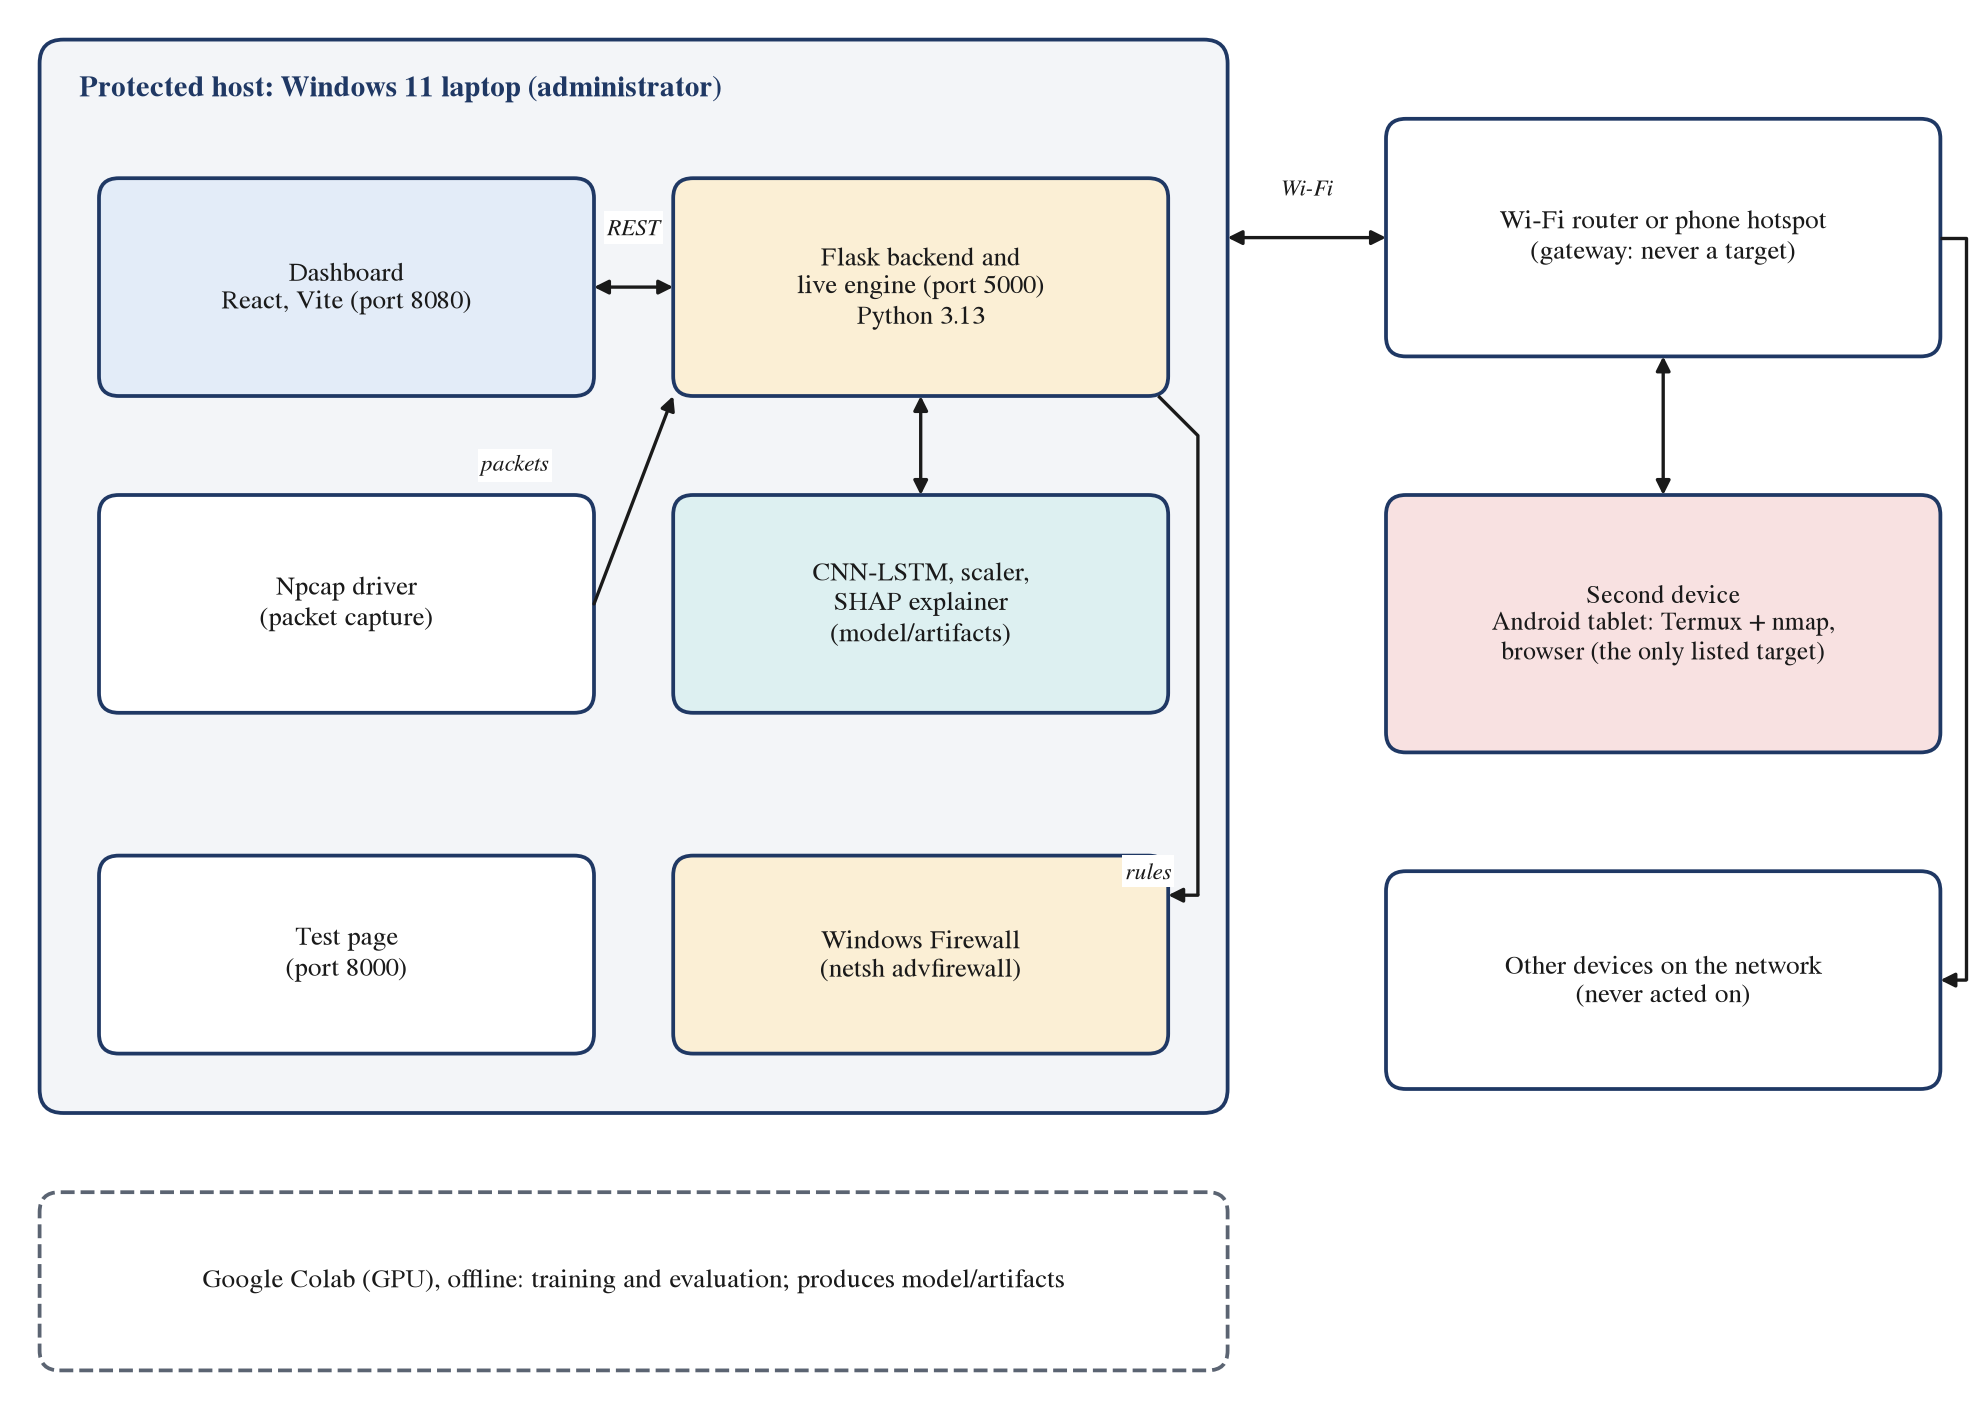 Protected host: Windows 11 laptop (administrator)
Dashboard
React, Vite (port 8080)
REST
Flask backend and
live engine (port 5000)
Python 3.13
Wi-Fi
Wi-Fi router or phone hotspot
(gateway: never a target)
packets
Npcap driver
(packet capture)
CNN-LSTM, scaler,
SHAP explainer
(model/artifacts)
Second device
Android tablet: Termux + nmap,
browser (the only listed target)
Test page
(port 8000)
rules
Windows Firewall
(netsh advfirewall)
Other devices on the network
(never acted on)
Google Colab (GPU), offline: training and evaluation; produces model/artifacts